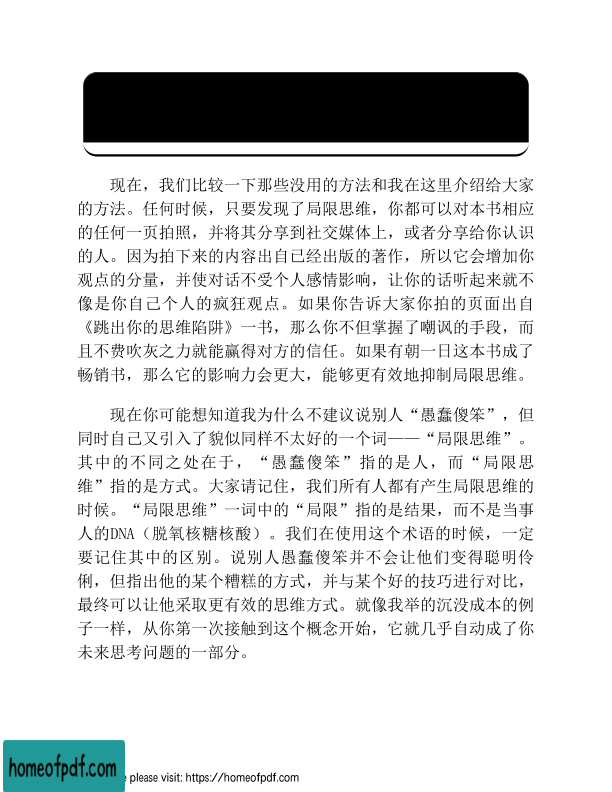 现在，我们比较一下那些没用的方法和我在这里介绍给大家
的方法。任何时候，只要发现了局限思维，你都可以对本书相应
的任何一页拍照，并将其分享到社交媒体上，或者分享给你认识
的人。因为拍下来的内容出自已经出版的著作，所以它会增加你
观点的分量，并使对话不受个人感情影响，让你的话听起来就不
像是你自己个人的疯狂观点。如果你告诉大家你拍的页面出自
《跳出你的思维陷阱》一书，那么你不但掌握了嘲讽的手段，而
且不费吹灰之力就能赢得对方的信任。如果有朝一日这本书成了
畅销书，那么它的影响力会更大，能够更有效地抑制局限思维。
现在你可能想知道我为什么不建议说别人“愚蠢傻笨”，但
同时自己又引入了貌似同样不太好的一个词——“局限思维”。
其中的不同之处在于，“愚蠢傻笨”指的是人，而“局限思
维”指的是方式。大家请记住，我们所有人都有产生局限思维的
时候。“局限思维”一词中的“局限”指的是结果，而不是当事
人的DNA（脱氧核糖核酸）。我们在使用这个术语的时候，一定
要记住其中的区别。说别人愚蠢傻笨并不会让他们变得聪明伶
俐，但指出他的某个糟糕的方式，并与某个好的技巧进行对比，
最终可以让他采取更有效的思维方式。就像我举的沉没成本的例
子一样，从你第一次接触到这个概念开始，它就几乎自动成了你
未来思考问题的一部分。
homeofpdf.com
please visit: https://homeofpdf.com